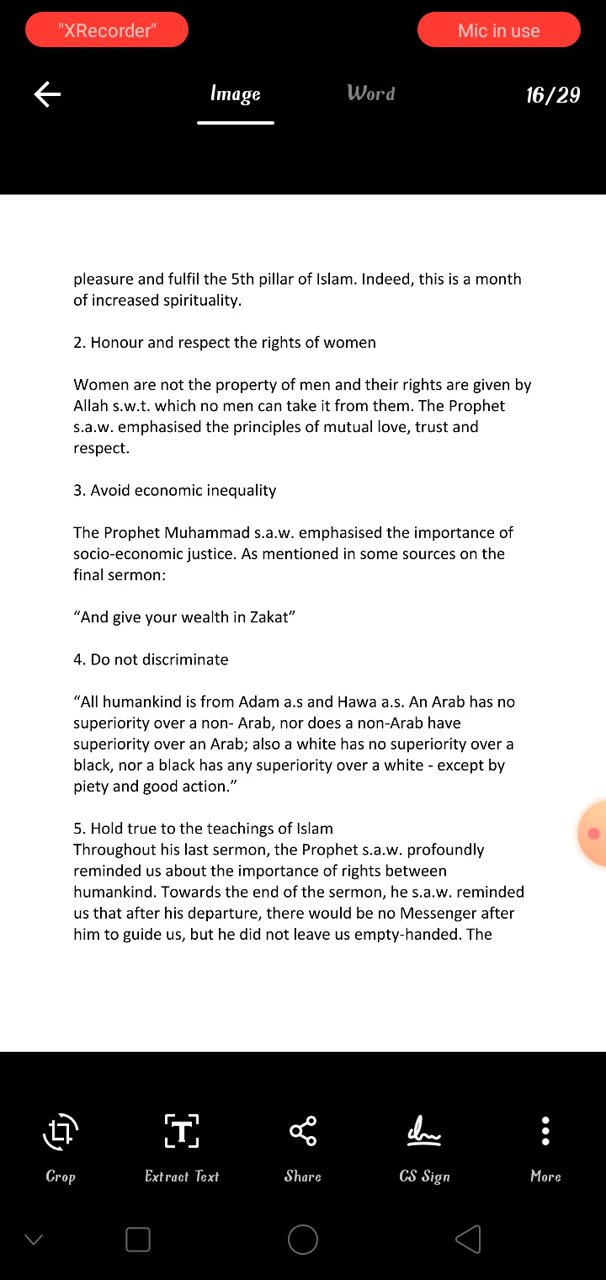 "XRecorder"
Mic in use
Image
Word
16/29
pleasure and fulfil the 5th pillar of Islam. Indeed, this is a month
of increased spirituality.
2. Honour and respect the rights of women
Women are not the property of men and their rights are given by
Allah s.w.t. which no men can take it from them. The Prophet
s.a.w. emphasised the principles of mutual love, trust and
respect.
3. Avoid economic inequality
The Prophet Muhammad s.a.w. emphasised the importance of
socio-economic justice. As mentioned in some sources on the
final sermon:
“And give your wealth in Zakat”
4. Do not discriminate
“All humankind is from Adam a.s and Hawa a.s. An Arab has no
superiority over a non- Arab, nor does a non-Arab have
superiority over an Arab; also a white has no superiority over a
black, nor a black has any superiority over a white - except by
piety and good action.”
5. Hold true to the teachings of Islam
Throughout his last sermon, the Prophet s.a.w. profoundly
reminded us about the importance of rights between
humankind. Towards the end of the sermon, he s.a.w. reminded
us that after his departure, there would be no Messenger after
him to guide us, but he did not leave us empty-handed. The
Crop
Extract Text
Share
CS Sign
More